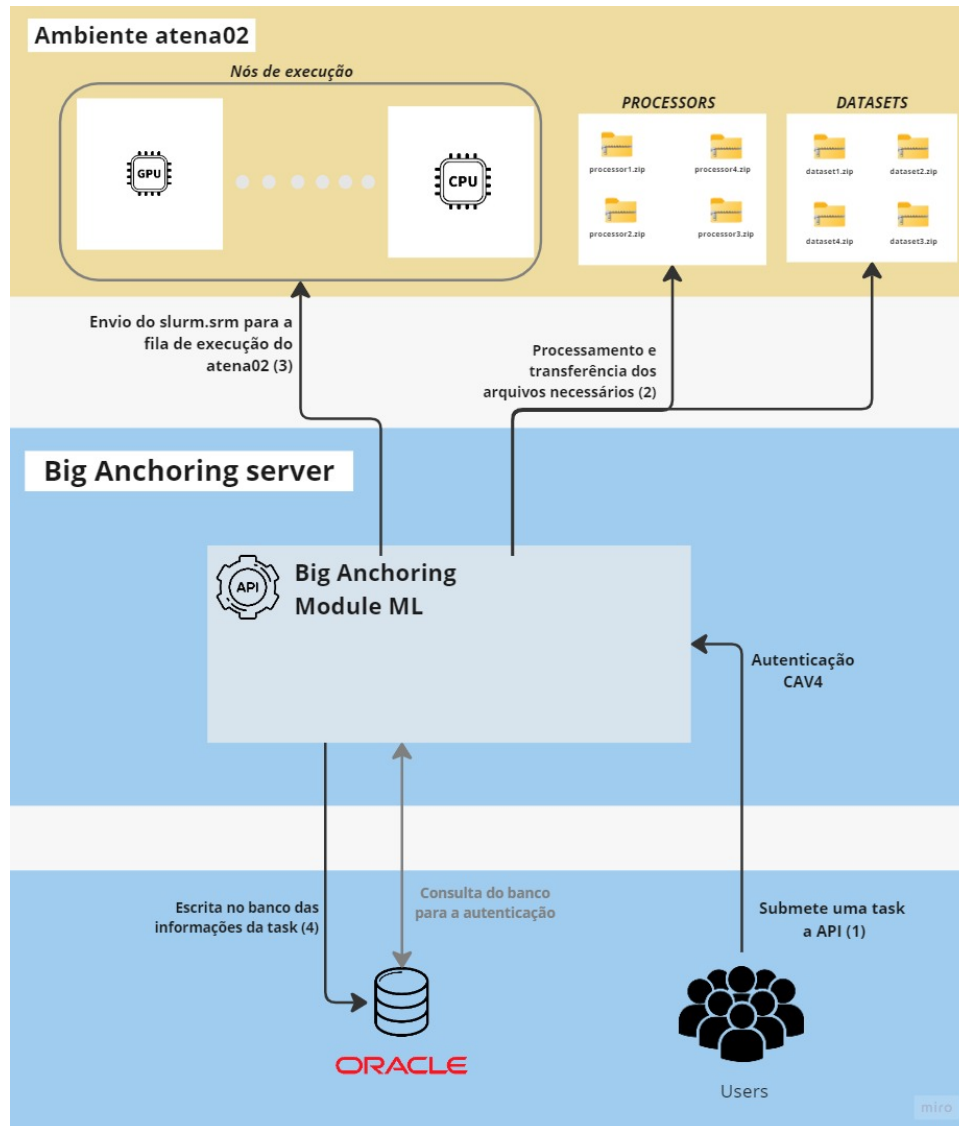 Ambiente atena02
Nós de execução
GPU
CPU
PROCESSORS
processor1.zip
processor4.zip
processor2.zip
processor3.zip
DATASETS
dataset1.zip
dataset2.zip
dataset4.zip
dataset3.zip
Envio do slurm.srm para a
fila de execução do
atena02 (3)
Processamento e
transferência dos
arquivos necessários (2)
Big Anchoring server
API
Big Anchoring
Module ML
Autenticação
CAV4
Escrita no banco das
informações da task (4)
Consulta do banco
para a autenticação
Submete uma task
a API (1)
ORACLE
Users
miro